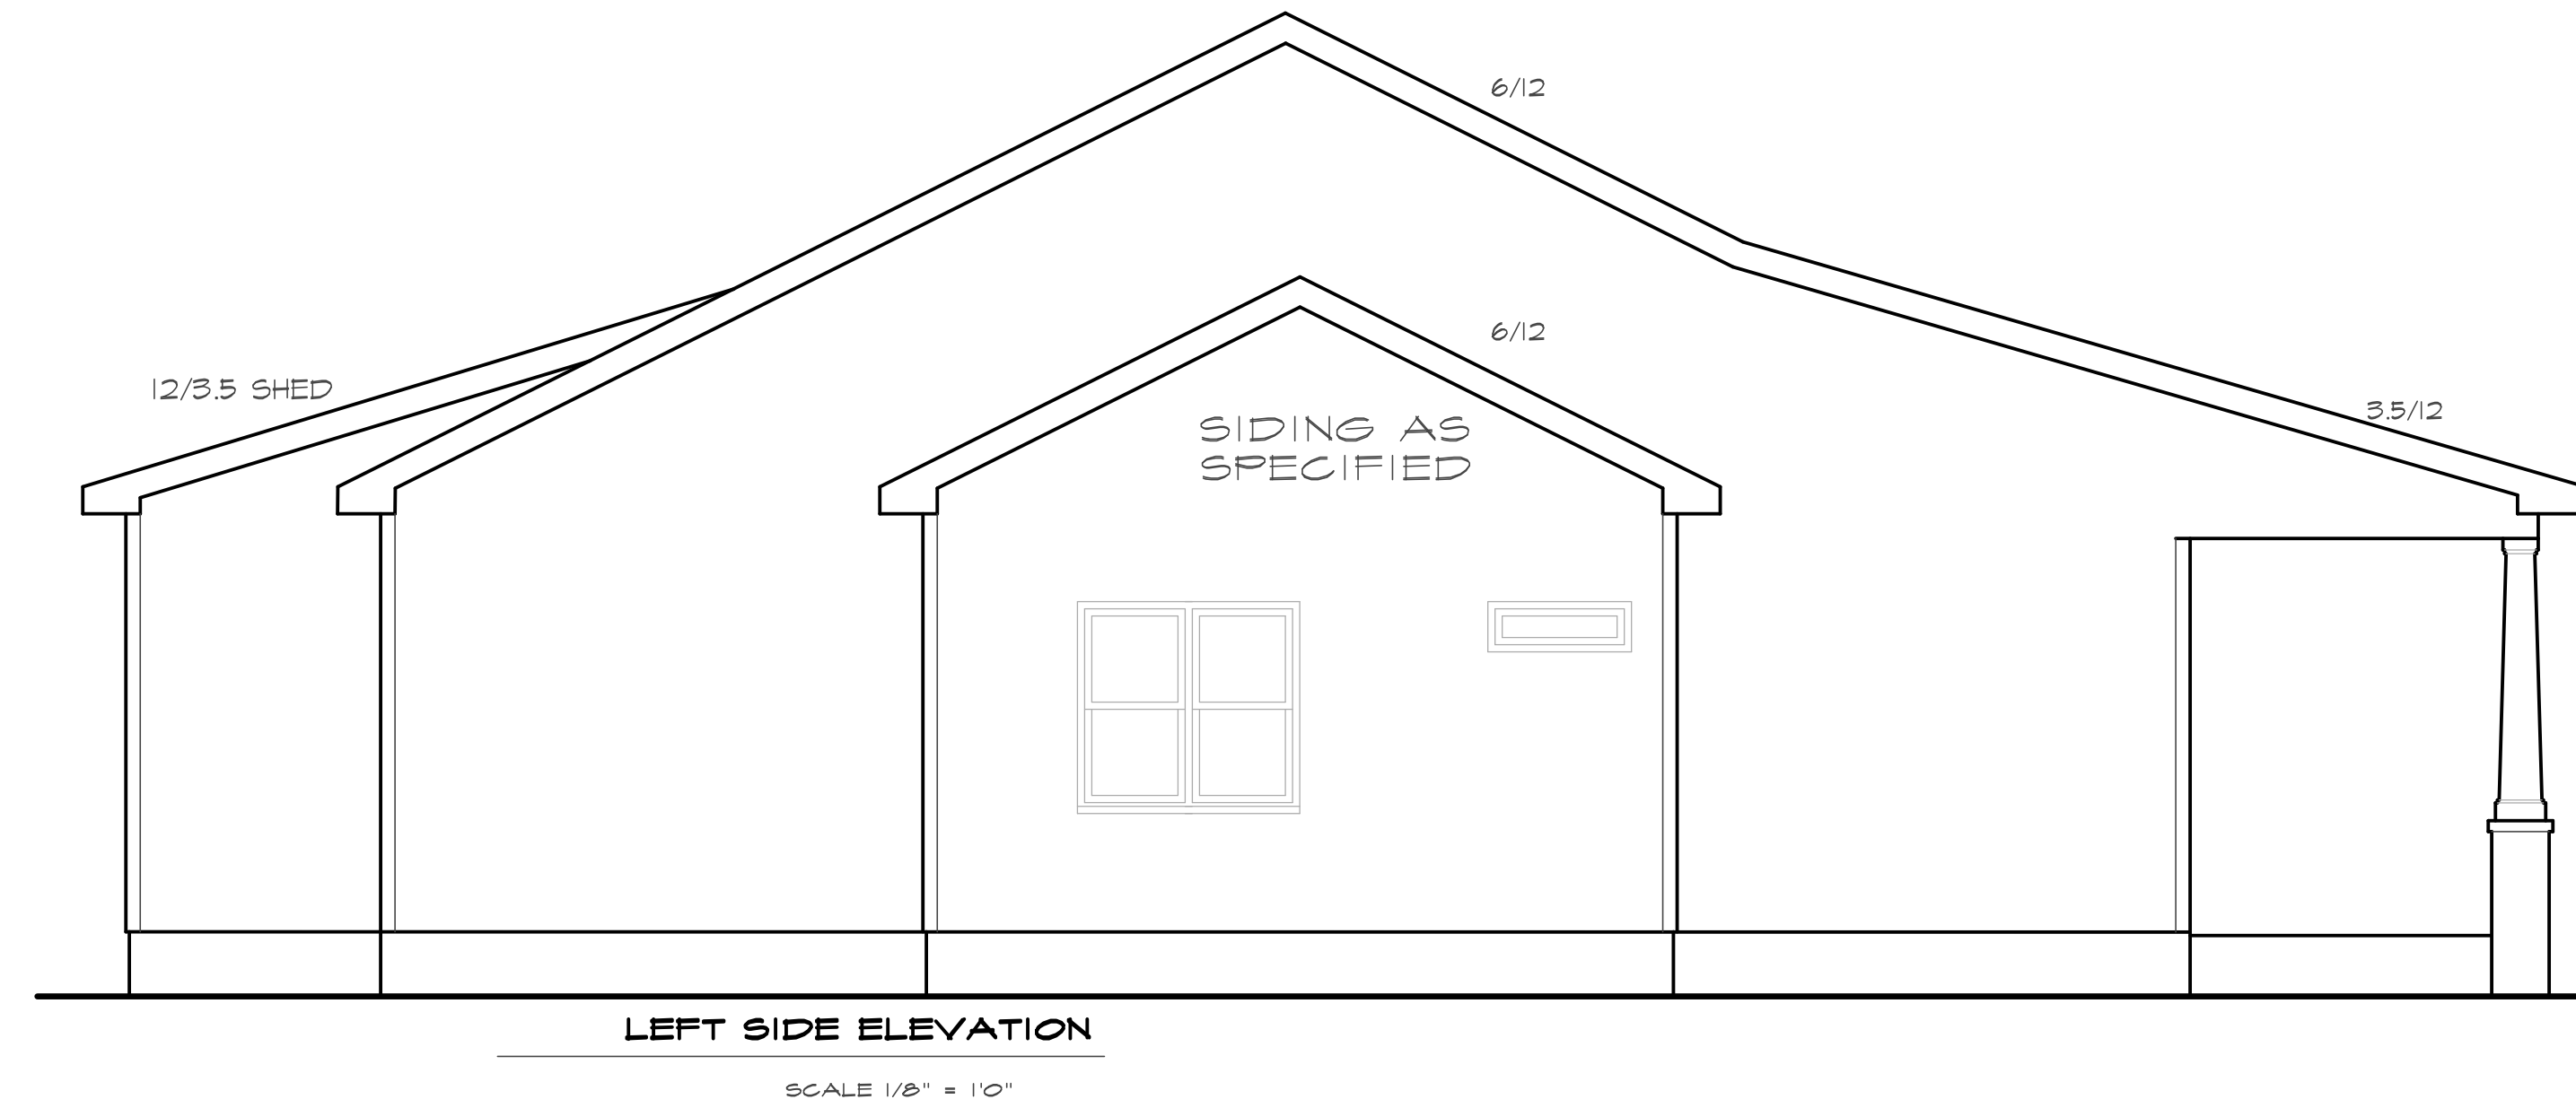 6/12
6/12
12/3.5 SHED
3.5/12
SIDING AS
SPECIFIED
LEFT SIDE ELEVATION
SCALE 1/8" = 1'0"